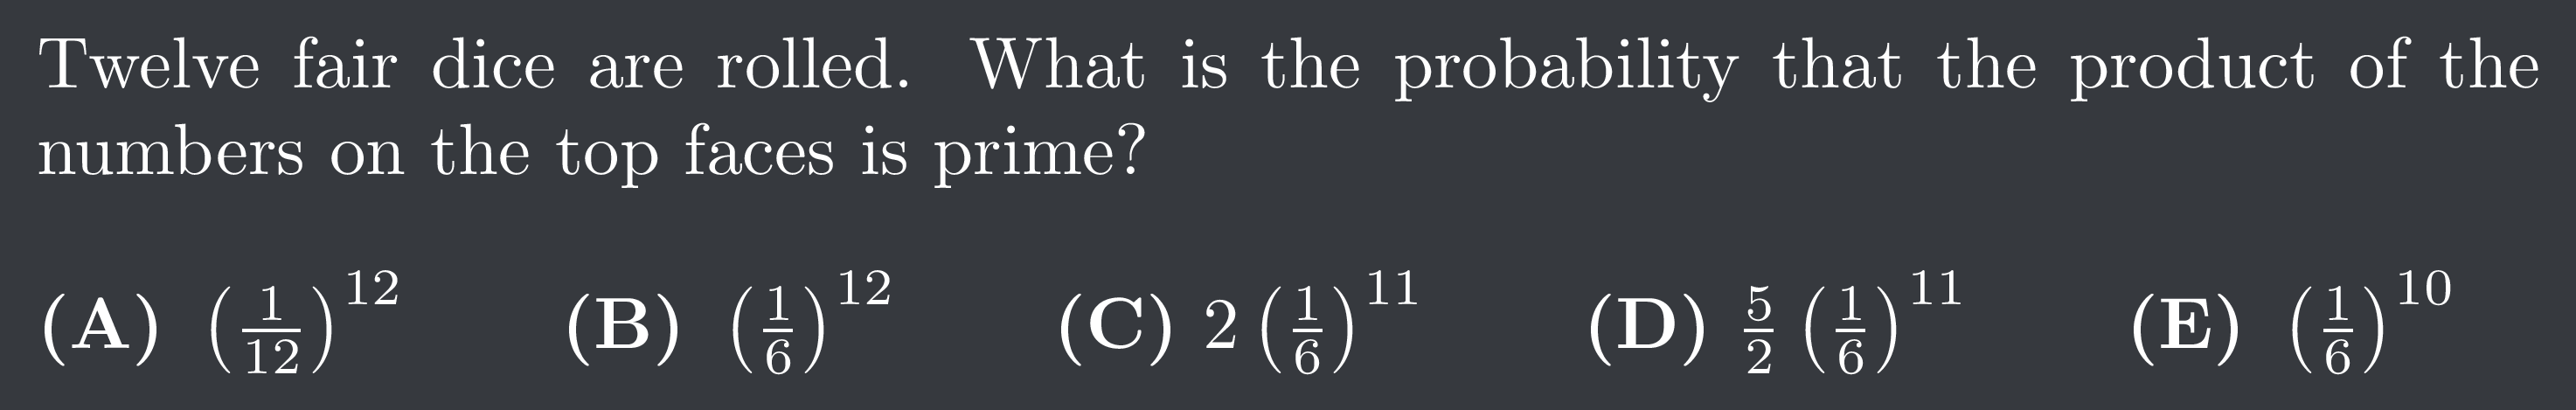 Twelve fair dice are rolled. What is the probability that the product of the
numbers on the top faces is prime?
(A) (1/12)^12 (B) (1/6)^12 (C) 2 (1/6)^11 (D) 5/2 (1/6)^11 (E) (1/6)^10